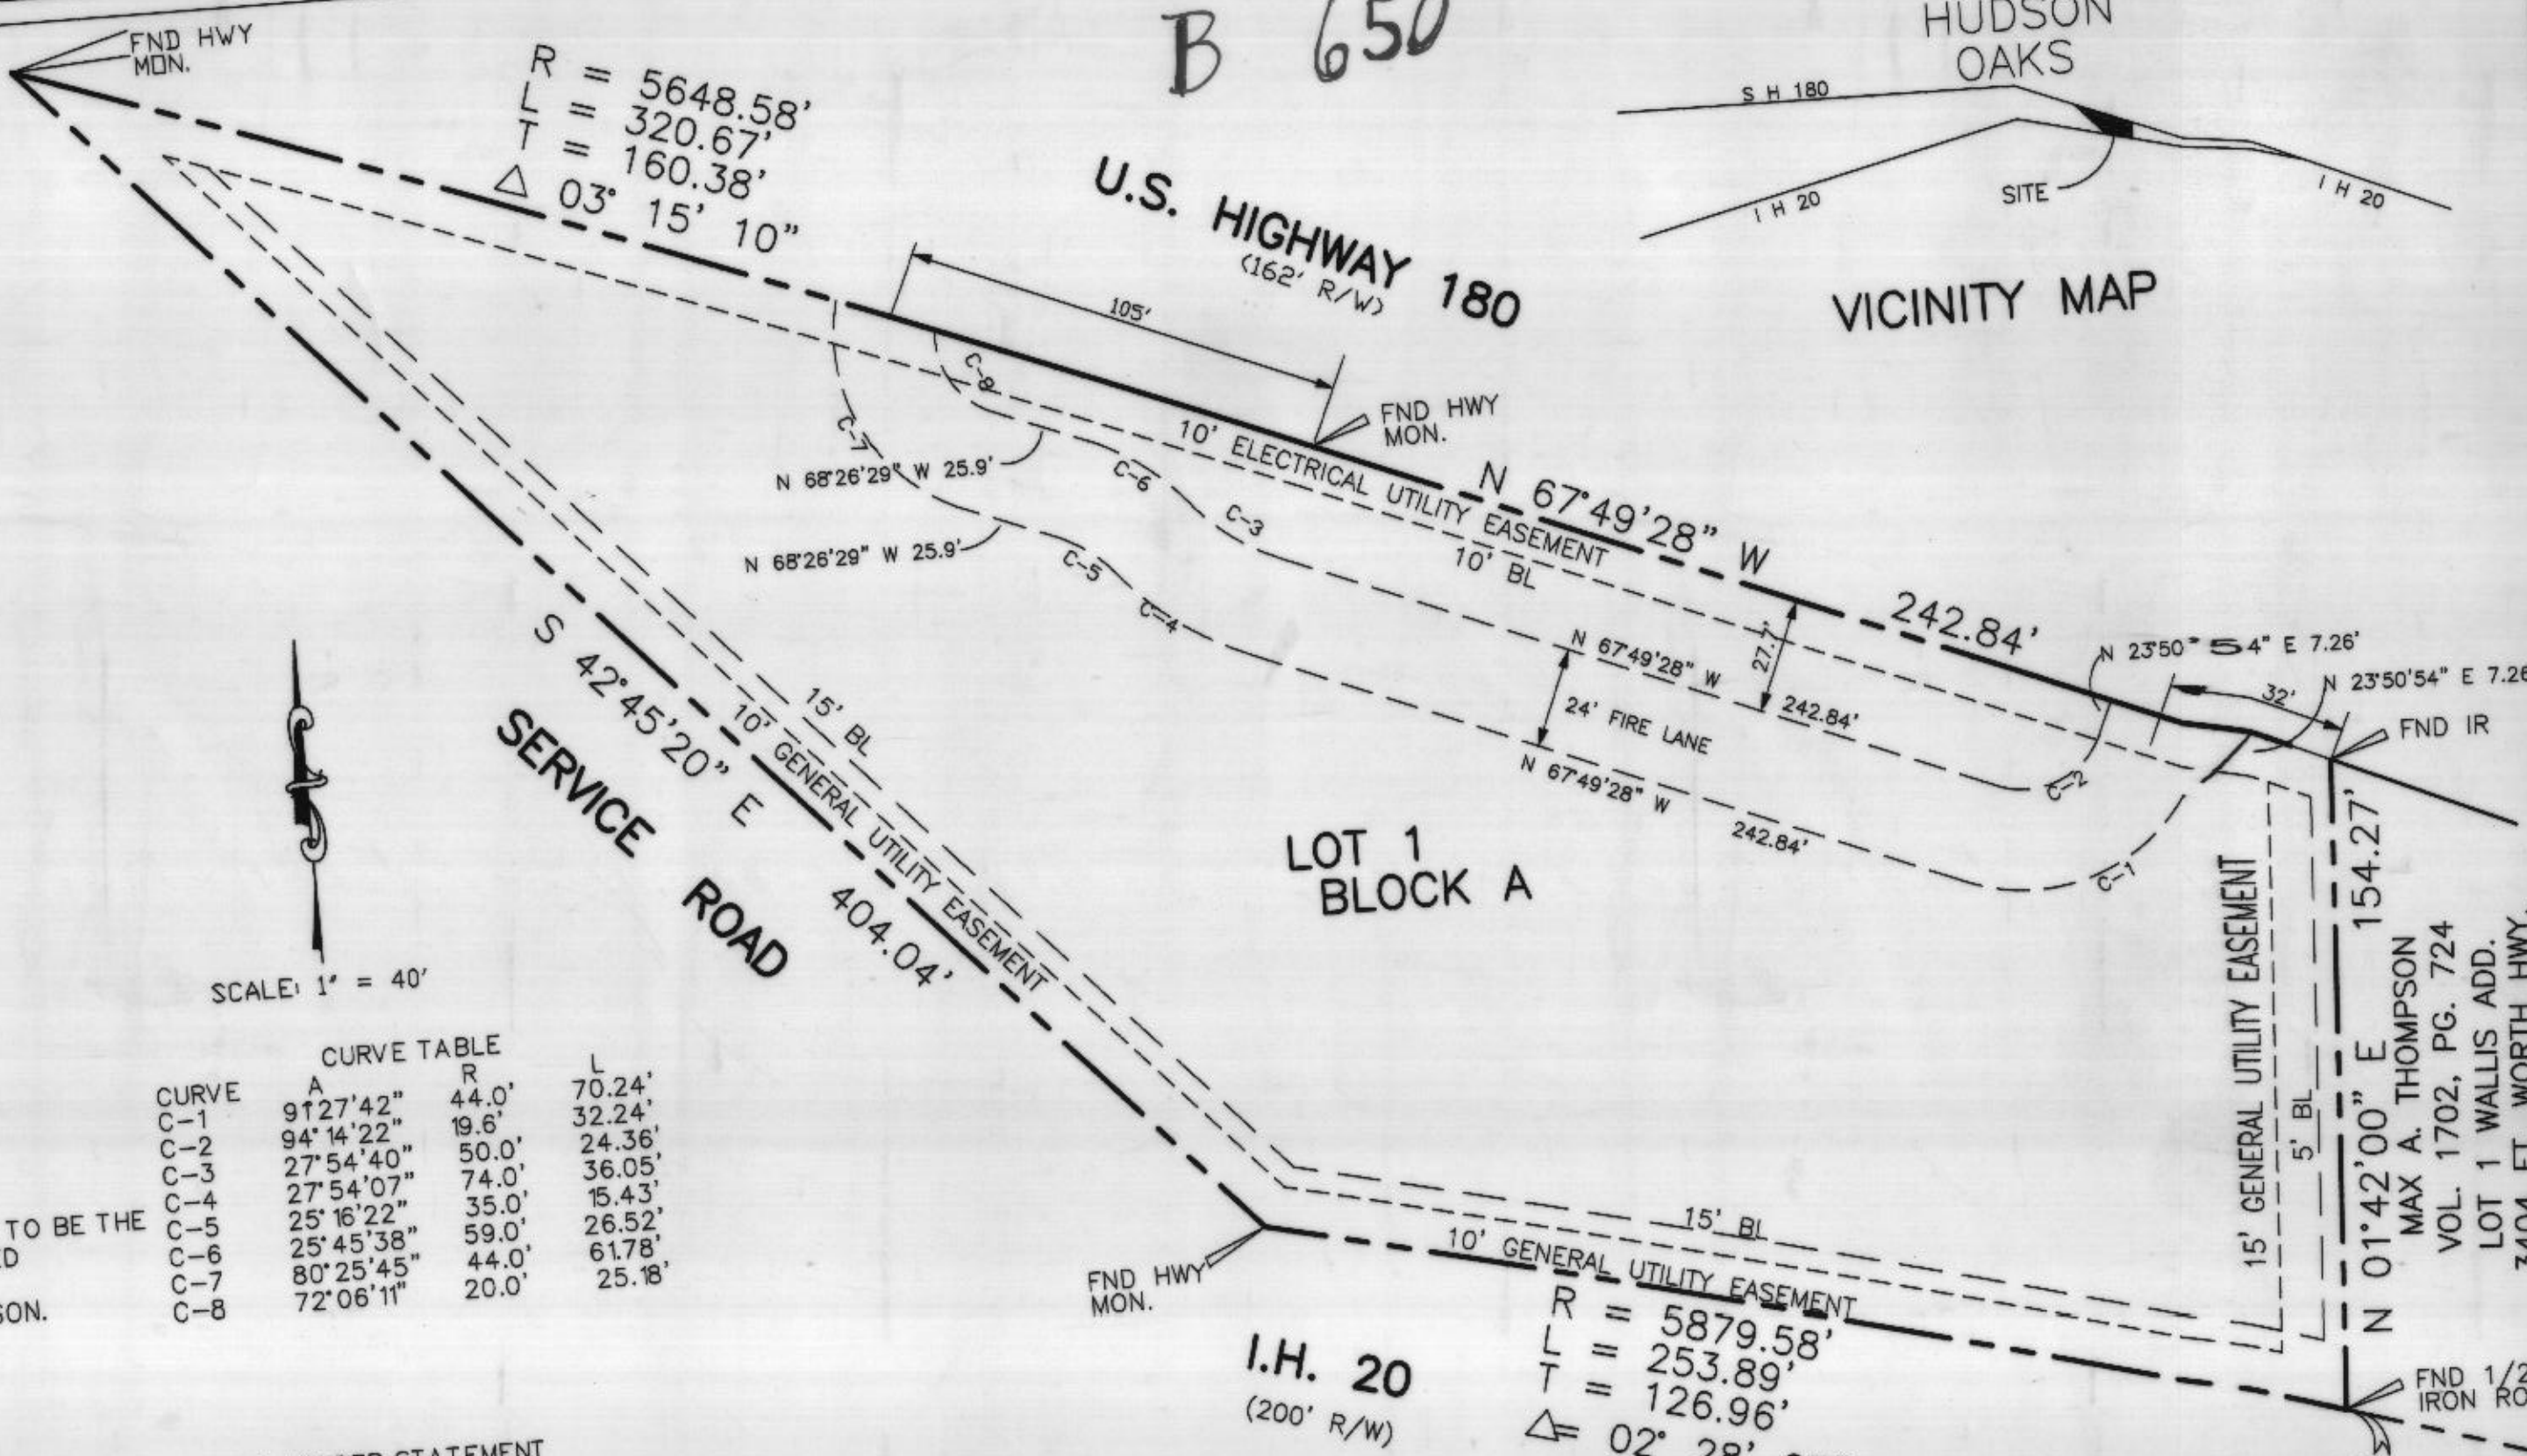 B 650
HUDSON
OAKS
S H 180
I H 20
SITE
I H 20
VICINITY MAP
FND HWY
MON.
R = 5648.58'
L = 320.67'
T = 160.38'
△ 03° 15' 10"
U.S. HIGHWAY 180
(162' R/W)
105'
FND HWY
MON.
C-8
C-7
N 68°26'29" W 25.9'
N 68°26'29" W 25.9'
C-6
C-3
C-5
C-4
10' ELECTRICAL UTILITY EASEMENT
10' BL
N 67°49'28" W 242.84'
27.7'
N 67°49'28" W 242.84'
24' FIRE LANE
N 67°49'28" W 242.84'
N 23°50"54" E 7.26'
N 23°50'54" E 7.26
32'
FND IR
C-2
C-1
LOT 1
BLOCK A
S 42°45'20" E 404.04'
SERVICE ROAD
15' BL
10' GENERAL UTILITY EASEMENT
SCALE: 1" = 40'
15' GENERAL UTILITY EASEMENT
5' BL
N 01°42'00" E 154.27'
MAX A. THOMPSON
VOL. 1702, PG. 724
LOT 1 WALLIS ADD.
3404 FT. WORTH HWY.
CURVE TABLE
CURVE A R L
C-1 91°27'42" 44.0' 70.24'
C-2 94°14'22" 19.6' 32.24'
C-3 27°54'40" 50.0' 24.36'
C-4 27°54'07" 74.0' 36.05'
C-5 25°16'22" 35.0' 15.43'
C-6 25°45'38" 59.0' 26.52'
C-7 80°25'45" 44.0' 61.78'
C-8 72°06'11" 20.0' 25.18'
TO BE THE
15' BL
10' GENERAL UTILITY EASEMENT
FND HWY
MON.
I.H. 20
(200' R/W)
R = 5879.58'
L = 253.89'
T = 126.96'
△= 02° 28'
FND 1/2
IRON RO
STATEMENT